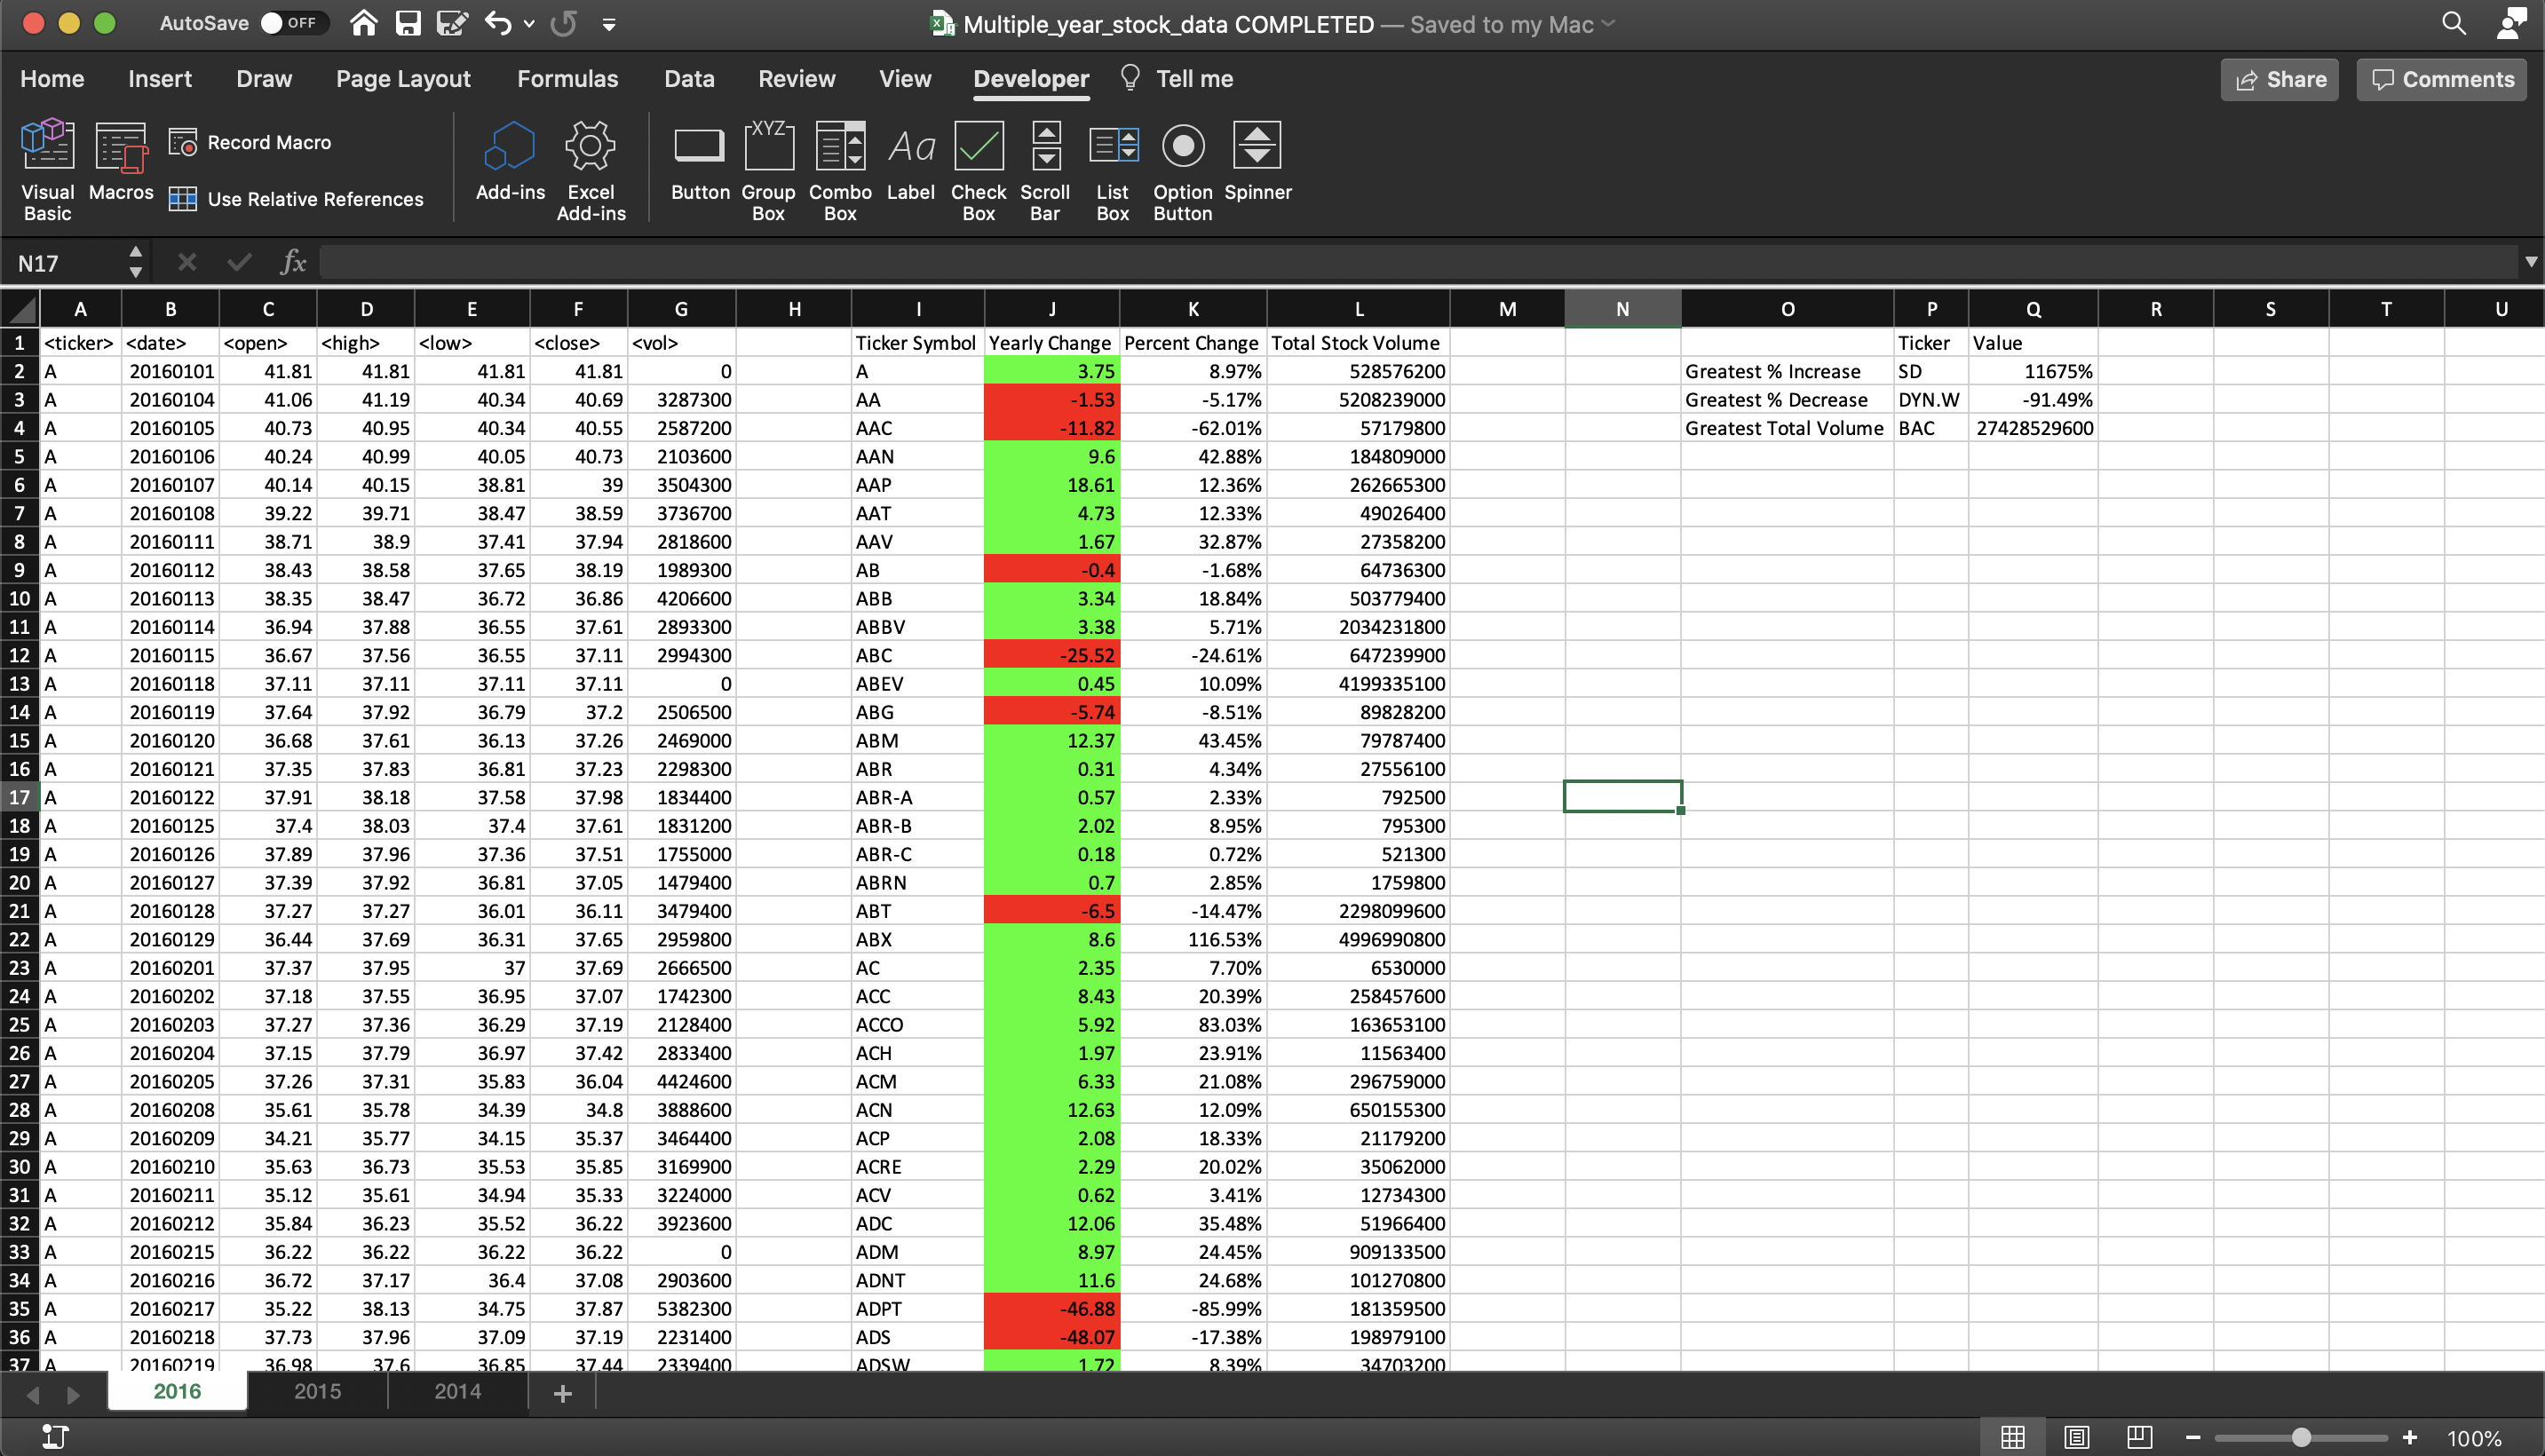 AutoSave OFF Multiple_year_stock_data COMPLETED — Saved to my Mac
Home Insert Draw Page Layout Formulas Data Review View Developer Tell me Share Comments
Record Macro
Use Relative References
Visual Basic Macros Add-ins Excel Add-ins Button Group Box Combo Box Label Check Box Scroll Bar List Box Option Button Spinner
XYZ Aa
N17 fx
A B C D E F G H I J K L M N O P Q R S T U
1 <ticker> <date> <open> <high> <low> <close> <vol> Ticker Symbol Yearly Change Percent Change Total Stock Volume Ticker Value
2 A 20160101 41.81 41.81 41.81 41.81 0 A 3.75 8.97% 528576200 Greatest % Increase SD 11675%
3 A 20160104 41.06 41.19 40.34 40.69 3287300 AA -1.53 -5.17% 5208239000 Greatest % Decrease DYN.W -91.49%
4 A 20160105 40.73 40.95 40.34 40.55 2587200 AAC -11.82 -62.01% 57179800 Greatest Total Volume BAC 27428529600
5 A 20160106 40.24 40.99 40.05 40.73 2103600 AAN 9.6 42.88% 184809000
6 A 20160107 40.14 40.15 38.81 39 3504300 AAP 18.61 12.36% 262665300
7 A 20160108 39.22 39.71 38.47 38.59 3736700 AAT 4.73 12.33% 49026400
8 A 20160111 38.71 38.9 37.41 37.94 2818600 AAV 1.67 32.87% 27358200
9 A 20160112 38.43 38.58 37.65 38.19 1989300 AB -0.4 -1.68% 64736300
10 A 20160113 38.35 38.47 36.72 36.86 4206600 ABB 3.34 18.84% 503779400
11 A 20160114 36.94 37.88 36.55 37.61 2893300 ABBV 3.38 5.71% 2034231800
12 A 20160115 36.67 37.56 36.55 37.11 2994300 ABC -25.52 -24.61% 647239900
13 A 20160118 37.11 37.11 37.11 37.11 0 ABEV 0.45 10.09% 4199335100
14 A 20160119 37.64 37.92 36.79 37.2 2506500 ABG -5.74 -8.51% 89828200
15 A 20160120 36.68 37.61 36.13 37.26 2469000 ABM 12.37 43.45% 79787400
16 A 20160121 37.35 37.83 36.81 37.23 2298300 ABR 0.31 4.34% 27556100
17 A 20160122 37.91 38.18 37.58 37.98 1834400 ABR-A 0.57 2.33% 792500
18 A 20160125 37.4 38.03 37.4 37.61 1831200 ABR-B 2.02 8.95% 795300
19 A 20160126 37.89 37.96 37.36 37.51 1755000 ABR-C 0.18 0.72% 521300
20 A 20160127 37.39 37.92 36.81 37.05 1479400 ABRN 0.7 2.85% 1759800
21 A 20160128 37.27 37.27 36.01 36.11 3479400 ABT -6.5 -14.47% 2298099600
22 A 20160129 36.44 37.69 36.31 37.65 2959800 ABX 8.6 116.53% 4996990800
23 A 20160201 37.37 37.95 37 37.69 2666500 AC 2.35 7.70% 6530000
24 A 20160202 37.18 37.55 36.95 37.07 1742300 ACC 8.43 20.39% 258457600
25 A 20160203 37.27 37.36 36.29 37.19 2128400 ACCO 5.92 83.03% 163653100
26 A 20160204 37.15 37.79 36.97 37.42 2833400 ACH 1.97 23.91% 11563400
27 A 20160205 37.26 37.31 35.83 36.04 4424600 ACM 6.33 21.08% 296759000
28 A 20160208 35.61 35.78 34.39 34.8 3888600 ACN 12.63 12.09% 650155300
29 A 20160209 34.21 35.77 34.15 35.37 3464400 ACP 2.08 18.33% 21179200
30 A 20160210 35.63 36.73 35.53 35.85 3169900 ACRE 2.29 20.02% 35062000
31 A 20160211 35.12 35.61 34.94 35.33 3224000 ACV 0.62 3.41% 12734300
32 A 20160212 35.84 36.23 35.52 36.22 3923600 ADC 12.06 35.48% 51966400
33 A 20160215 36.22 36.22 36.22 36.22 0 ADM 8.97 24.45% 909133500
34 A 20160216 36.72 37.17 36.4 37.08 2903600 ADNT 11.6 24.68% 101270800
35 A 20160217 35.22 38.13 34.75 37.87 5382300 ADPT -46.88 -85.99% 181359500
36 A 20160218 37.73 37.96 37.09 37.19 2231400 ADS -48.07 -17.38% 198979100
37 A 20160219 36.98 37.6 36.85 37.44 2339400 ADSW 1.72 8.39% 34703200
2016 2015 2014
100%